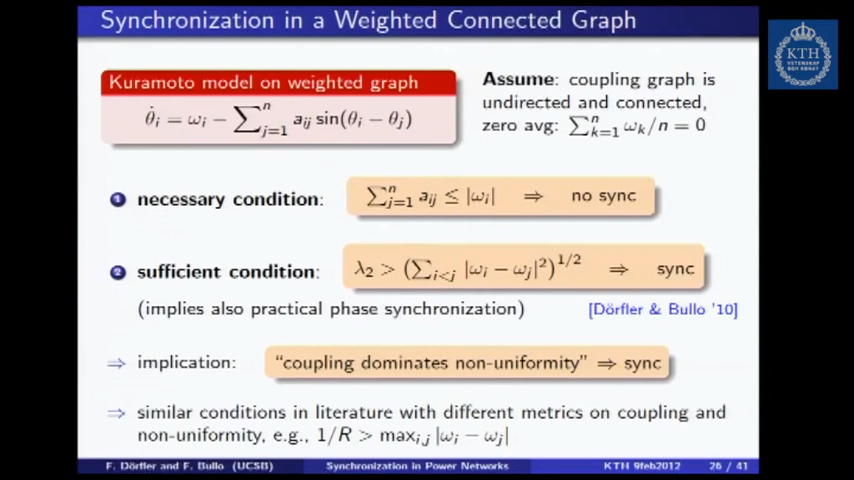 Synchronization in a Weighted Connected Graph
KTH
VETENSKAP
OCH KONST
Kuramoto model on weighted graph
θ̇ᵢ = ωᵢ − ∑ⁿⱼ₌₁ aᵢⱼ sin(θᵢ − θⱼ)
Assume: coupling graph is
undirected and connected,
zero avg: ∑ⁿₖ₌₁ ωₖ/n = 0
1 necessary condition: ∑ⁿⱼ₌₁ aᵢⱼ ≤ |ωᵢ| ⇒ no sync
2 sufficient condition: λ₂ > (∑ᵢ<ⱼ |ωᵢ − ωⱼ|²)^1/2 ⇒ sync
(implies also practical phase synchronization) [Dörfler & Bullo '10]
⇒ implication: “coupling dominates non-uniformity” ⇒ sync
⇒ similar conditions in literature with different metrics on coupling and
non-uniformity, e.g., 1/R > maxᵢ,ⱼ |ωᵢ − ωⱼ|
F. Dörfler and F. Bullo (UCSB) Synchronization in Power Networks KTH 9feb2012 26 / 41